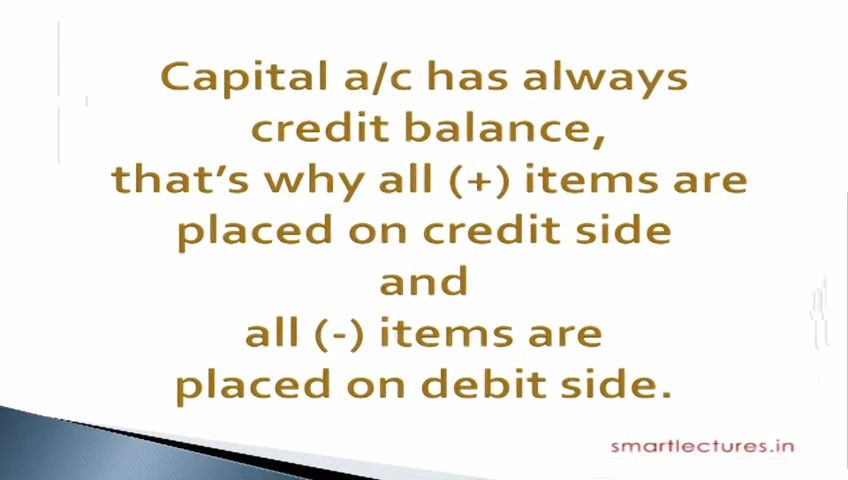 Capital a/c has always
credit balance,
that's why all (+) items are
placed on credit side
and
all (-) items are
placed on debit side.
smartlectures.in